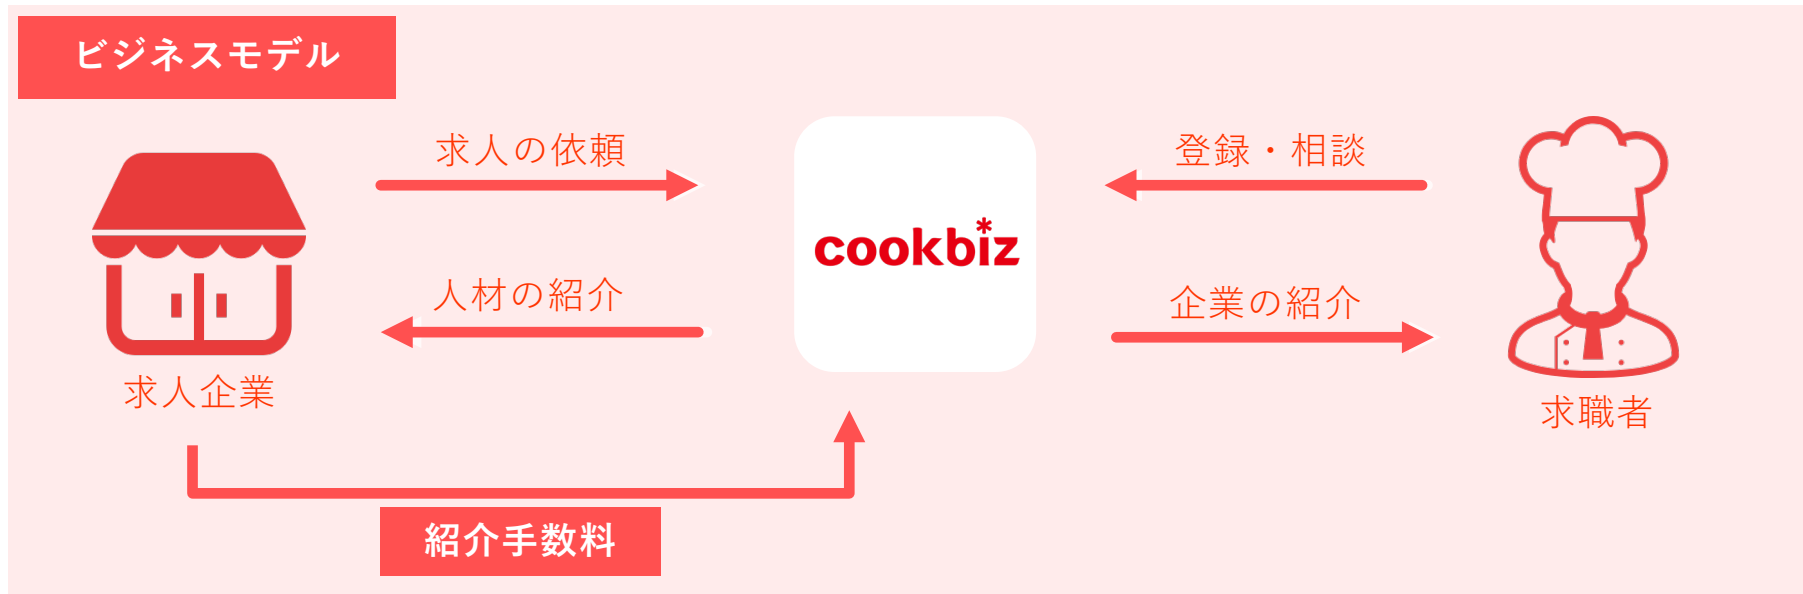 ビジネスモデル
求人の依頼
登録・相談
cookbiz
人材の紹介
企業の紹介
求人企業
求職者
紹介手数料